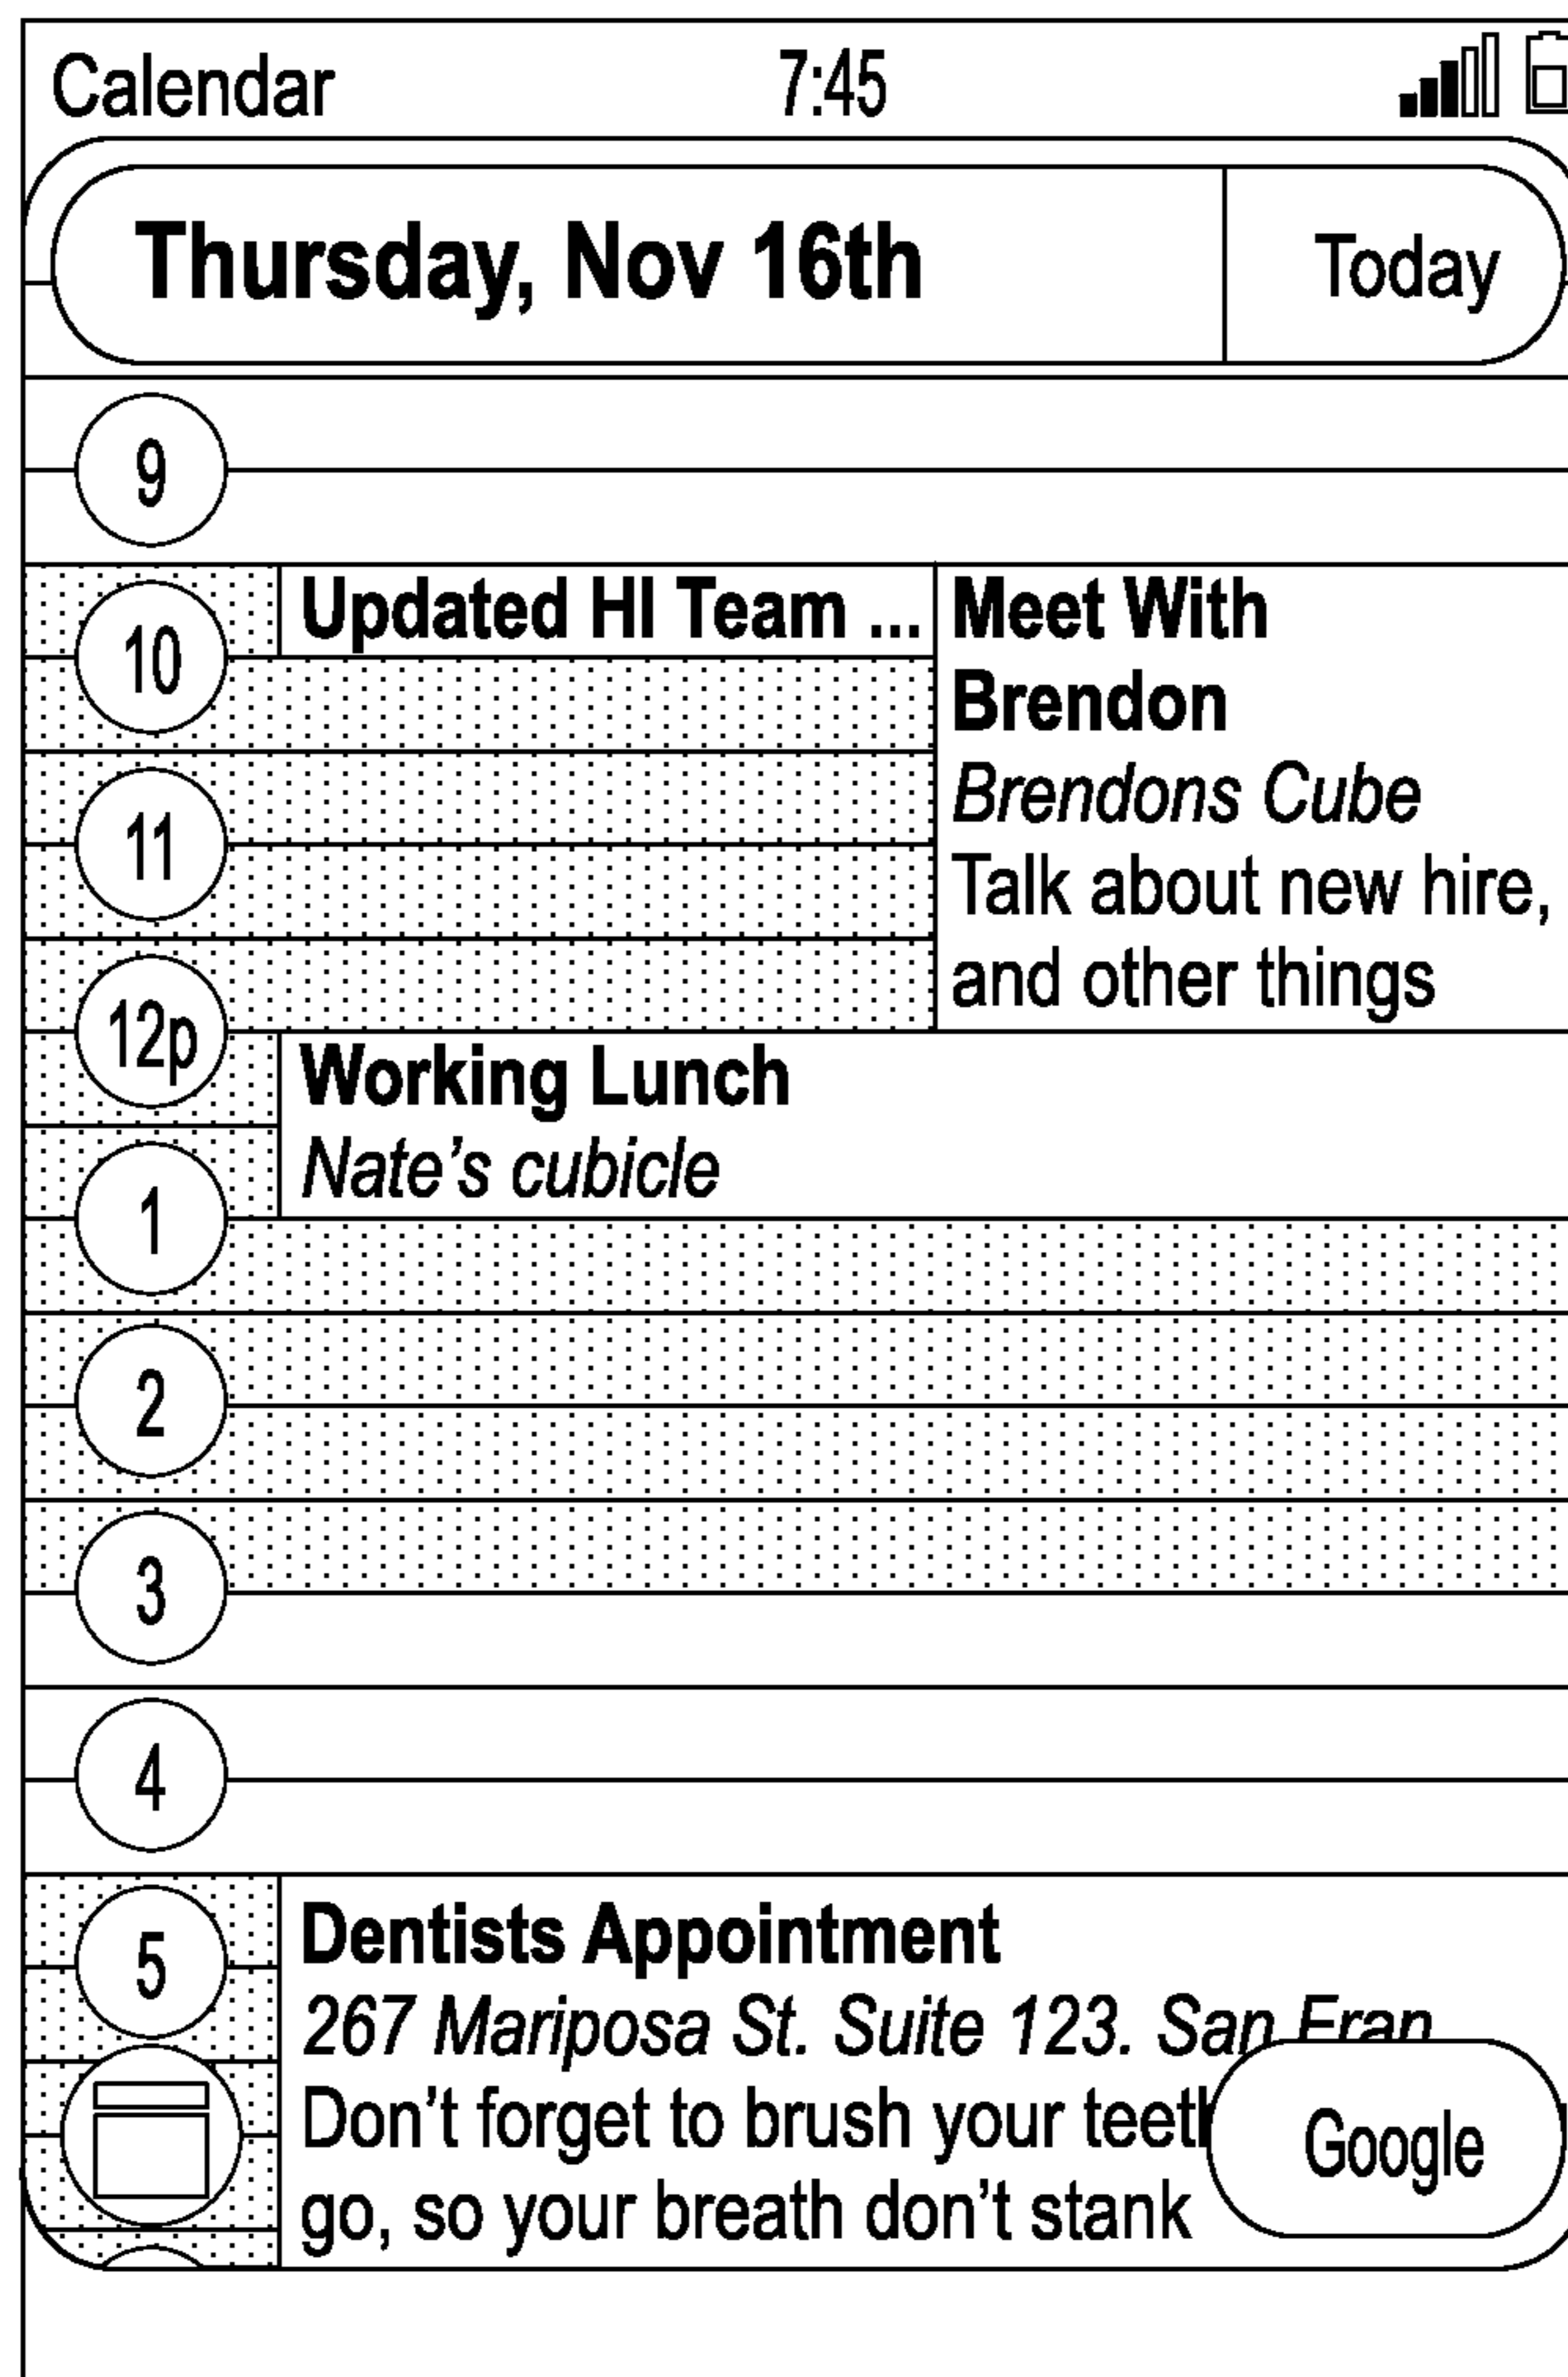 Calendar 7:45
Thursday, Nov 16th Today
9
10
Updated HI Team ...
Meet With
Brendon
Brendons Cube
Talk about new hire,
and other things
11
12p
Working Lunch
Nate's cubicle
1
2
3
4
5
Dentists Appointment
267 Mariposa St. Suite 123. San Fran
Don't forget to brush your
go, so your breath don't stank
Google